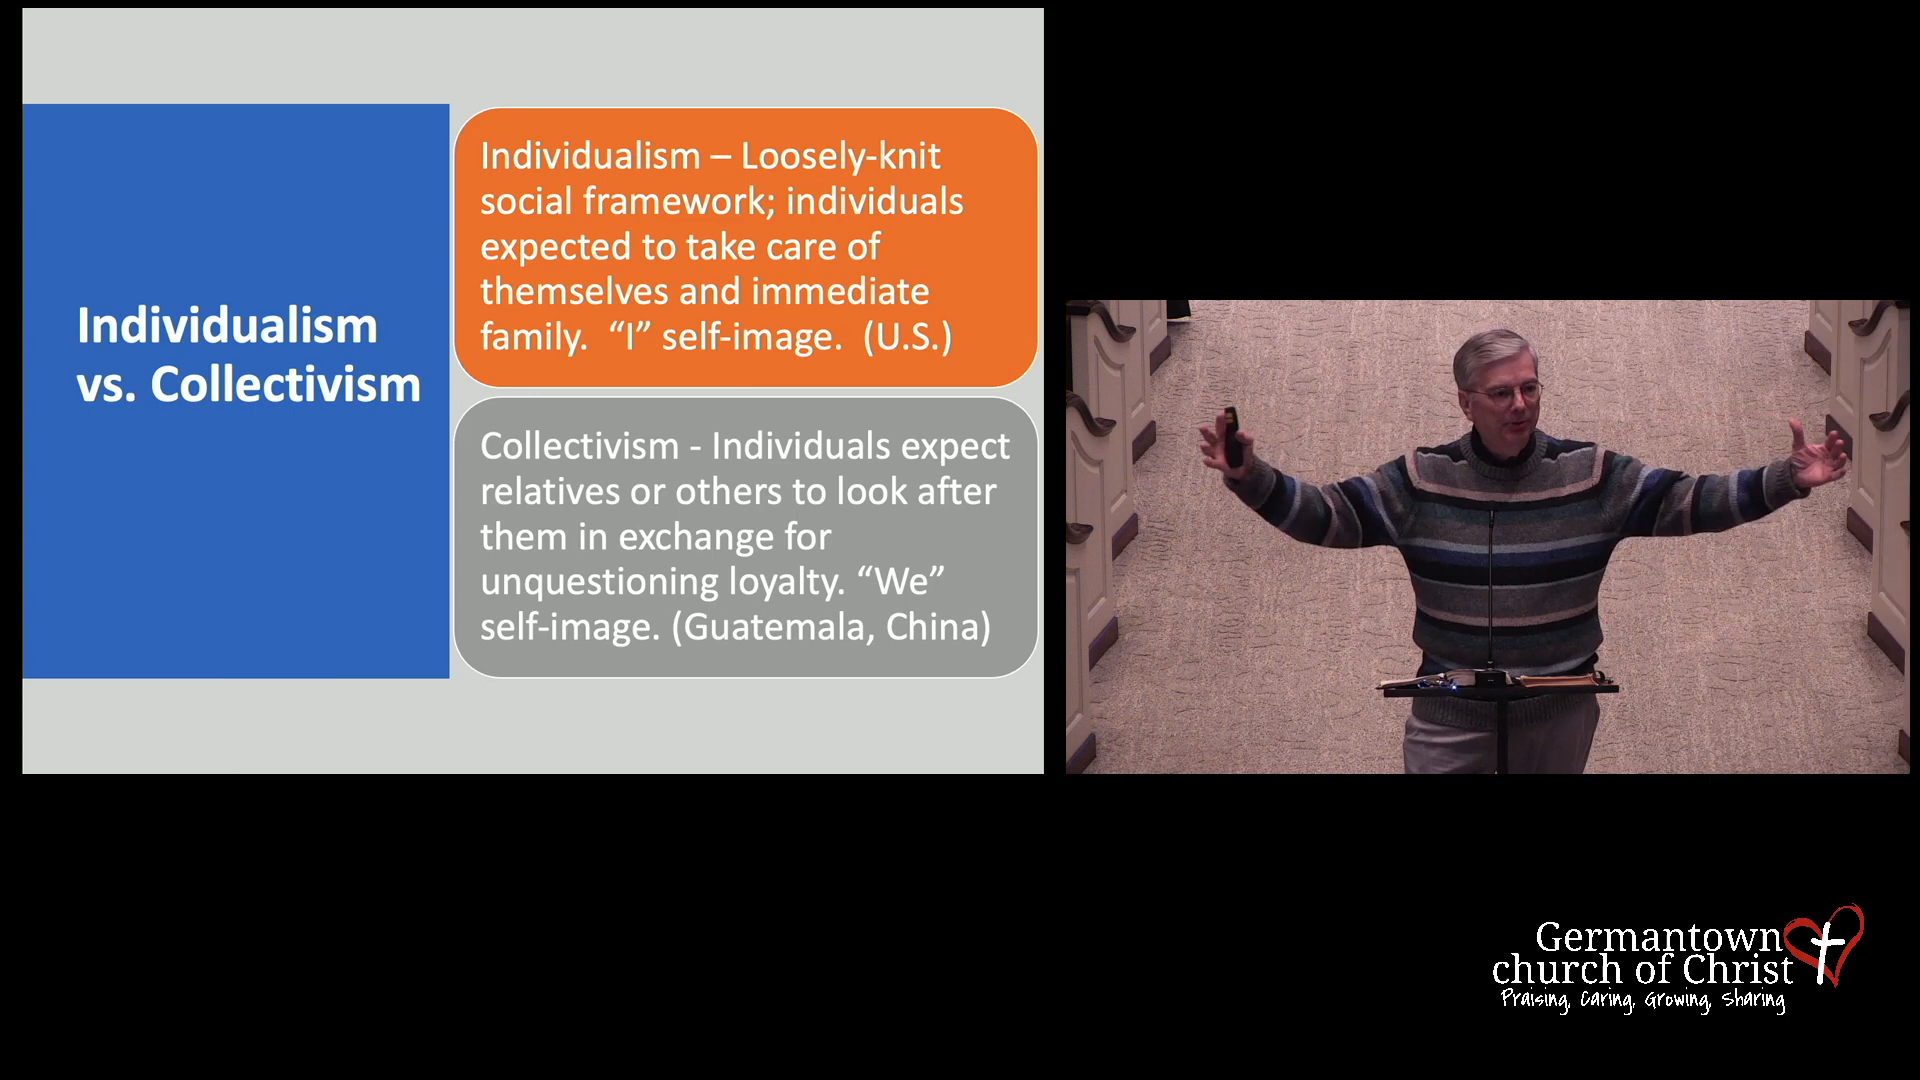 Individualism
vs. Collectivism
Individualism – Loosely-knit
social framework; individuals
expected to take care of
themselves and immediate
family.  “I” self-image.  (U.S.)
Collectivism - Individuals expect
relatives or others to look after
them in exchange for
unquestioning loyalty. “We”
self-image. (Guatemala, China)
Germantown
church of Christ
Praising, Caring, Growing, Sharing